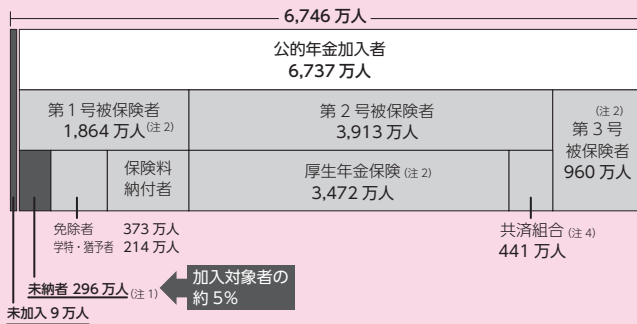 6,746 万人
公的年金加入者
6,737 万人
第1号被保険者
1,864 万人(注 2)
第2号被保険者
3,913 万人
(注 2)
第3号
被保険者
960 万人
保険料
納付者
厚生年金保険 (注 2)
3,472 万人
免除者 373 万人
学特・猶予者 214 万人
共済組合 (注 4)
441 万人
未納者 296 万人(注 1)
加入対象者の
約 5%
未加入 9 万人